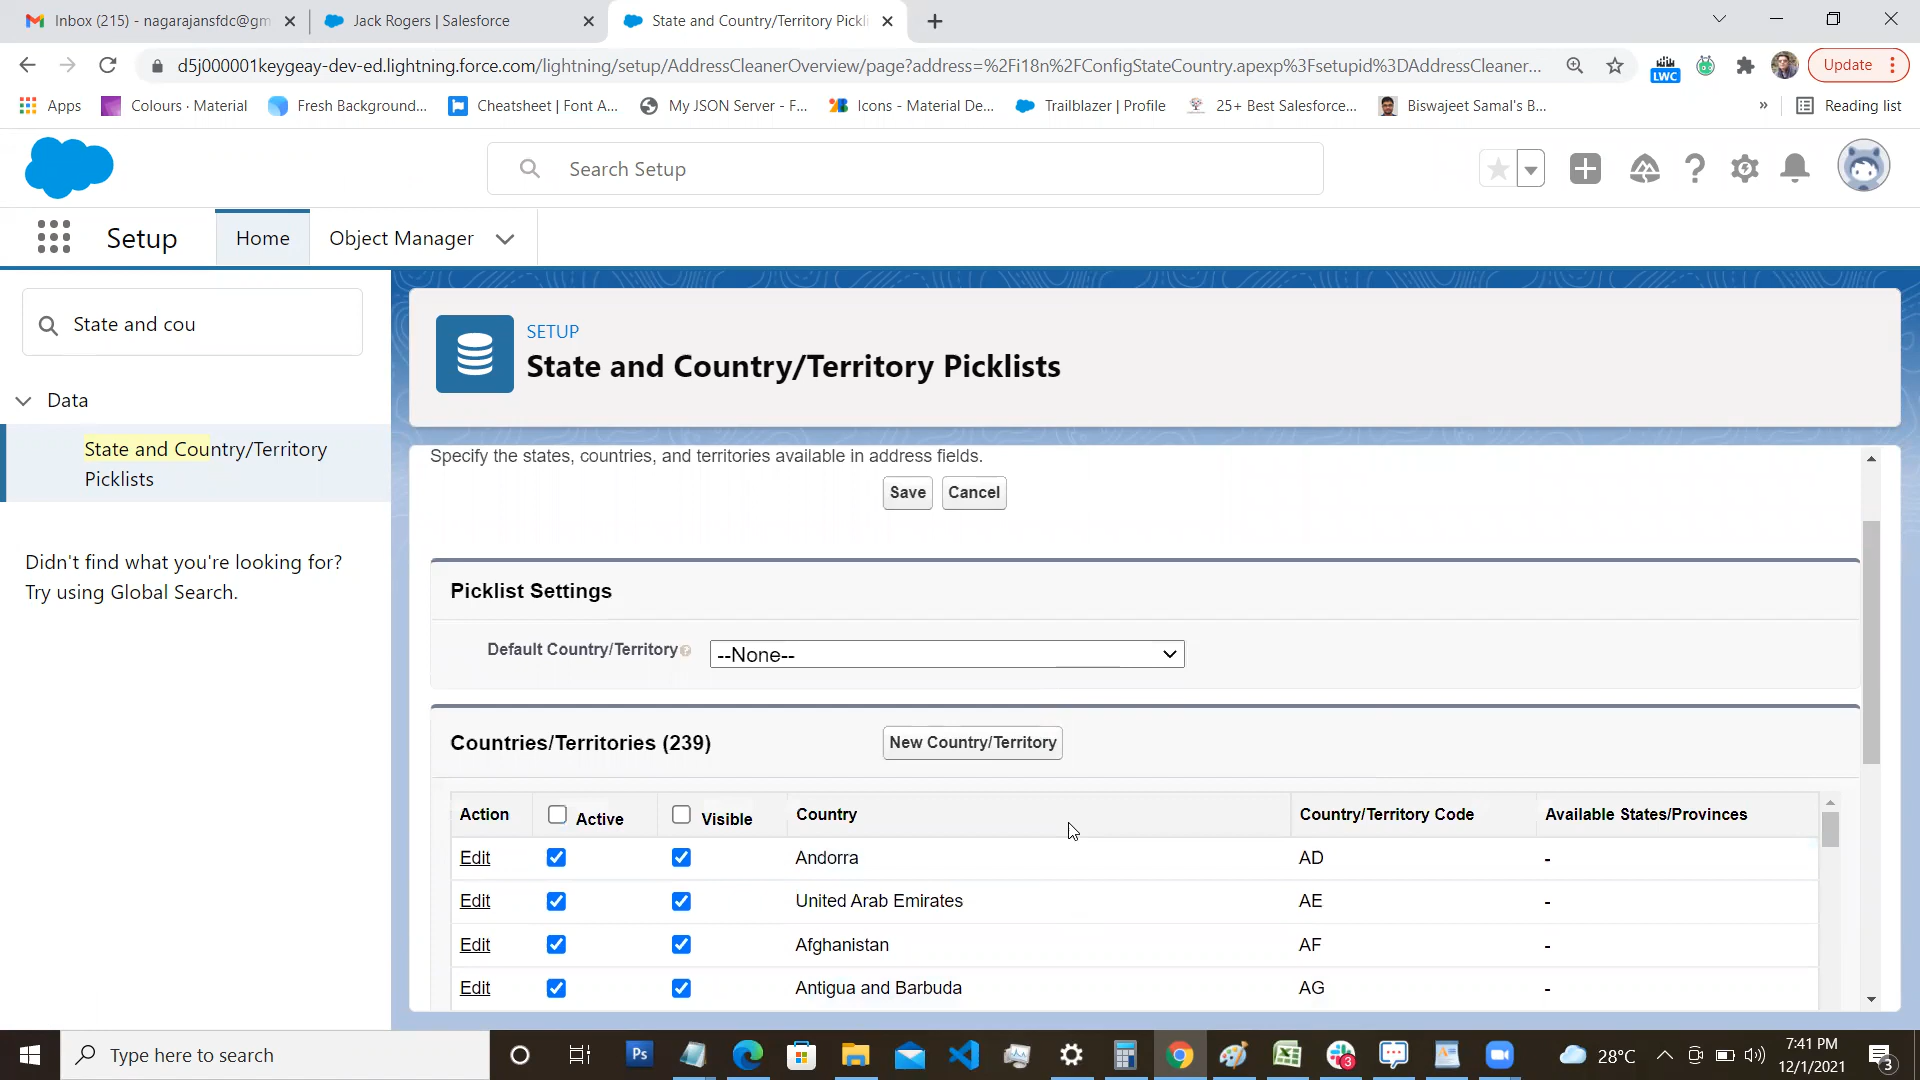 Inbox (215) - nagarajansfdc@gm
Jack Rogers | Salesforce
State and Country/Territory Pickli
d5j000001keygeay-dev-ed.lightning.force.com/lightning/setup/AddressCleanerOverview/page?address=%2Fi18n%2FConfigStateCountry.apexp%3Fsetupid%3DAddressCleaner...
LWC
Update
Apps
Colours · Material
Fresh Background...
Cheatsheet | Font A...
My JSON Server - F...
Icons - Material De...
Trailblazer | Profile
25+ Best Salesforce...
Biswajeet Samal's B...
»
Reading list
Search Setup
Setup
Home
Object Manager
State and cou
SETUP
State and Country/Territory Picklists
Data
State and Country/Territory
Picklists
Didn't find what you're looking for?
Try using Global Search.
Specify the states, countries, and territories available in address fields.
Save
Cancel
Picklist Settings
Default Country/Territory
--None--
Countries/Territories (239)
New Country/Territory
Action
Active
Visible
Country
Country/Territory Code
Available States/Provinces
Edit
Andorra
AD
-
Edit
United Arab Emirates
AE
-
Edit
Afghanistan
AF
-
Edit
Antigua and Barbuda
AG
-
Type here to search
Ps
3
28°C
7:41 PM
12/1/2021
3